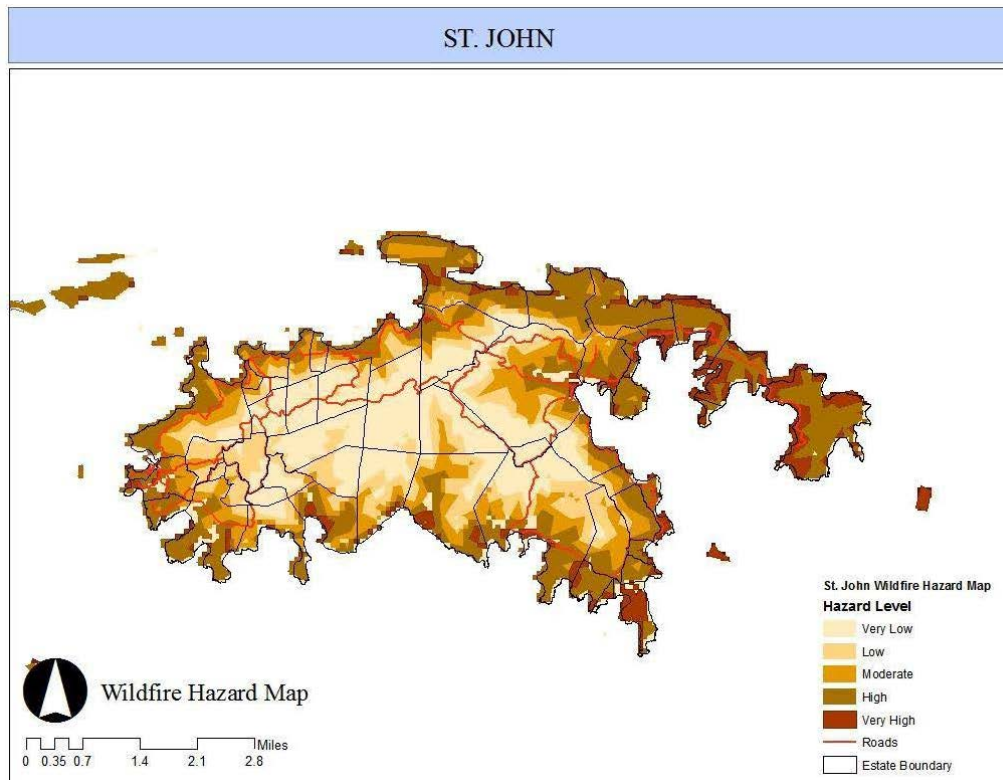 ST. JOHN
St. John Wildfire Hazard Map
Hazard Level
Very Low
Low
Moderate
High
Very High
Roads
Estate Boundary
Wildfire Hazard Map
Miles
0 0.35 0.7 1.4 2.1 2.8